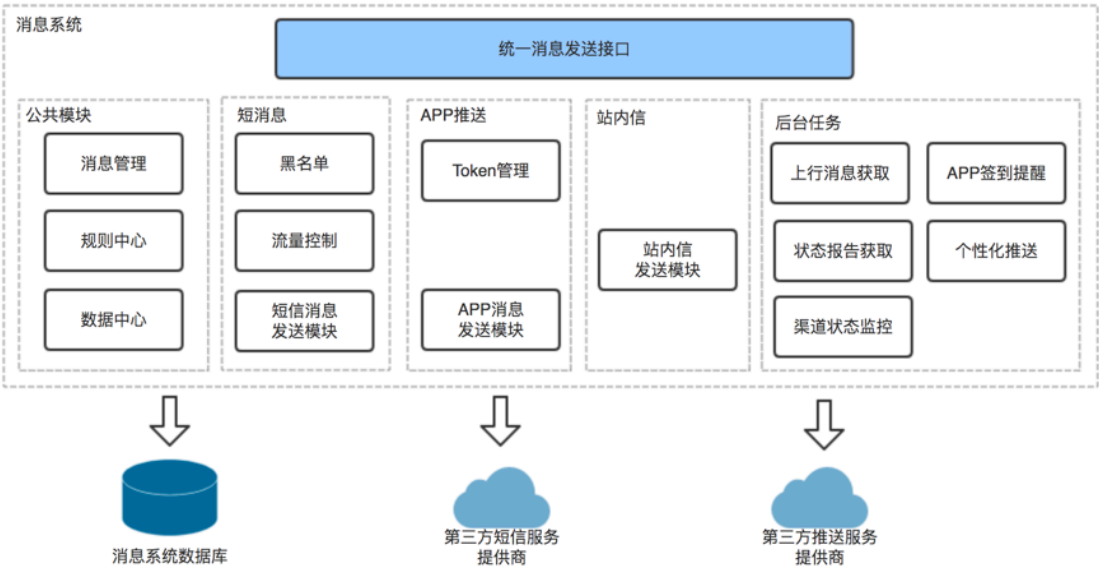 消息系统
统一消息发送接口
公共模块
消息管理
规则中心
数据中心
短消息
黑名单
流量控制
短信消息
发送模块
APP推送
Token管理
APP消息
发送模块
站内信
站内信
发送模块
后台任务
上行消息获取
APP签到提醒
状态报告获取
个性化推送
渠道状态监控
消息系统数据库
第三方短信服务
提供商
第三方推送服务
提供商